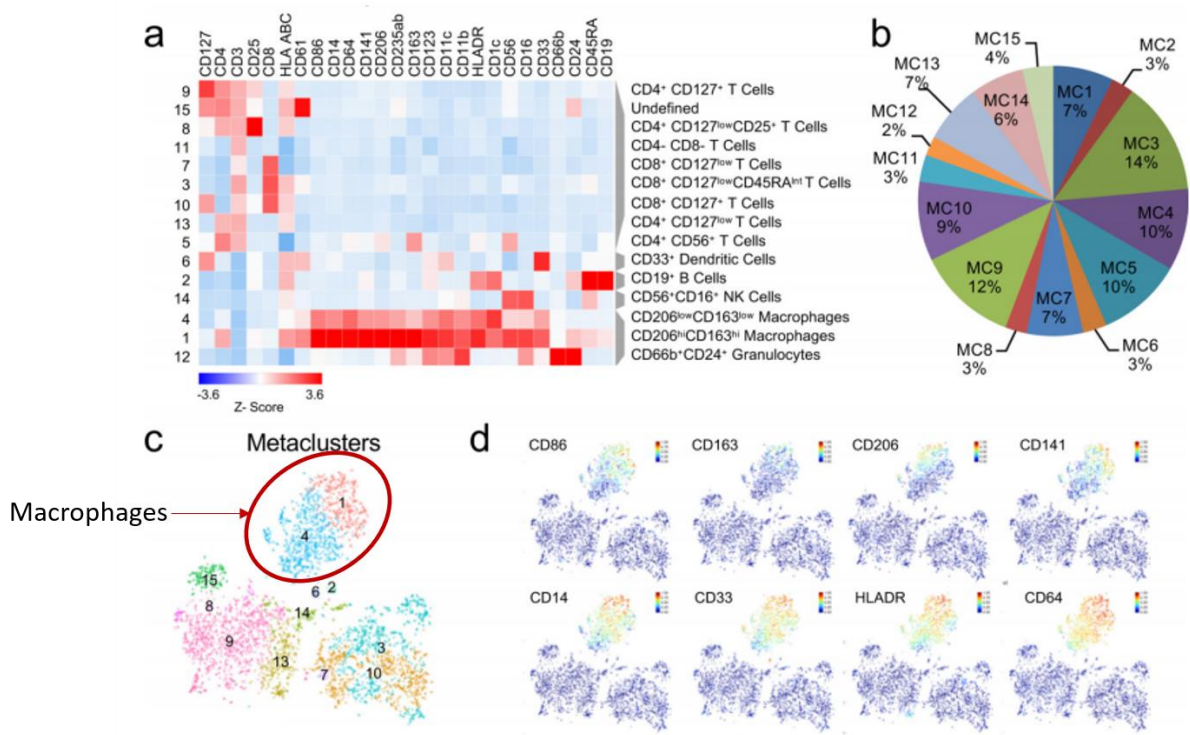 a
CD127
CD4
CD3
CD25
CD8
HLA ABC
CD61
CD86
CD14
CD64
CD141
CD206
CD235ab
CD163
CD123
CD11c
CD11b
HLADR
CD1c
CD56
CD16
CD33
CD66b
CD24
CD45RA
CD19
9 CD4⁺ CD127⁺ T Cells
15 Undefined
8 CD4⁺ CD127ˡᵒʷCD25⁺ T Cells
11 CD4- CD8- T Cells
7 CD8⁺ CD127ˡᵒʷ T Cells
3 CD8⁺ CD127ˡᵒʷCD45RAᴵⁿᵗ T Cells
10 CD8⁺ CD127⁺ T Cells
13 CD4⁺ CD127ˡᵒʷ T Cells
5 CD4⁺ CD56⁺ T Cells
6 CD33⁺ Dendritic Cells
2 CD19⁺ B Cells
14 CD56⁺CD16⁺ NK Cells
4 CD206ˡᵒʷCD163ˡᵒʷ Macrophages
1 CD206ʰⁱCD163ʰⁱ Macrophages
12 CD66b⁺CD24⁺ Granulocytes
-3.6 3.6
Z- Score
b
MC15
4%
MC2
3%
MC1
7%
MC3
14%
MC4
10%
MC5
10%
MC6
3%
MC7
7%
MC8
3%
MC9
12%
MC10
9%
MC11
3%
MC12
2%
MC13
7%
MC14
6%
c
Metaclusters
Macrophages
1
4
15
6 2
8
14
9
3
13
7
10
d
CD86
CD163
CD206
CD141
CD14
CD33
HLADR
CD64